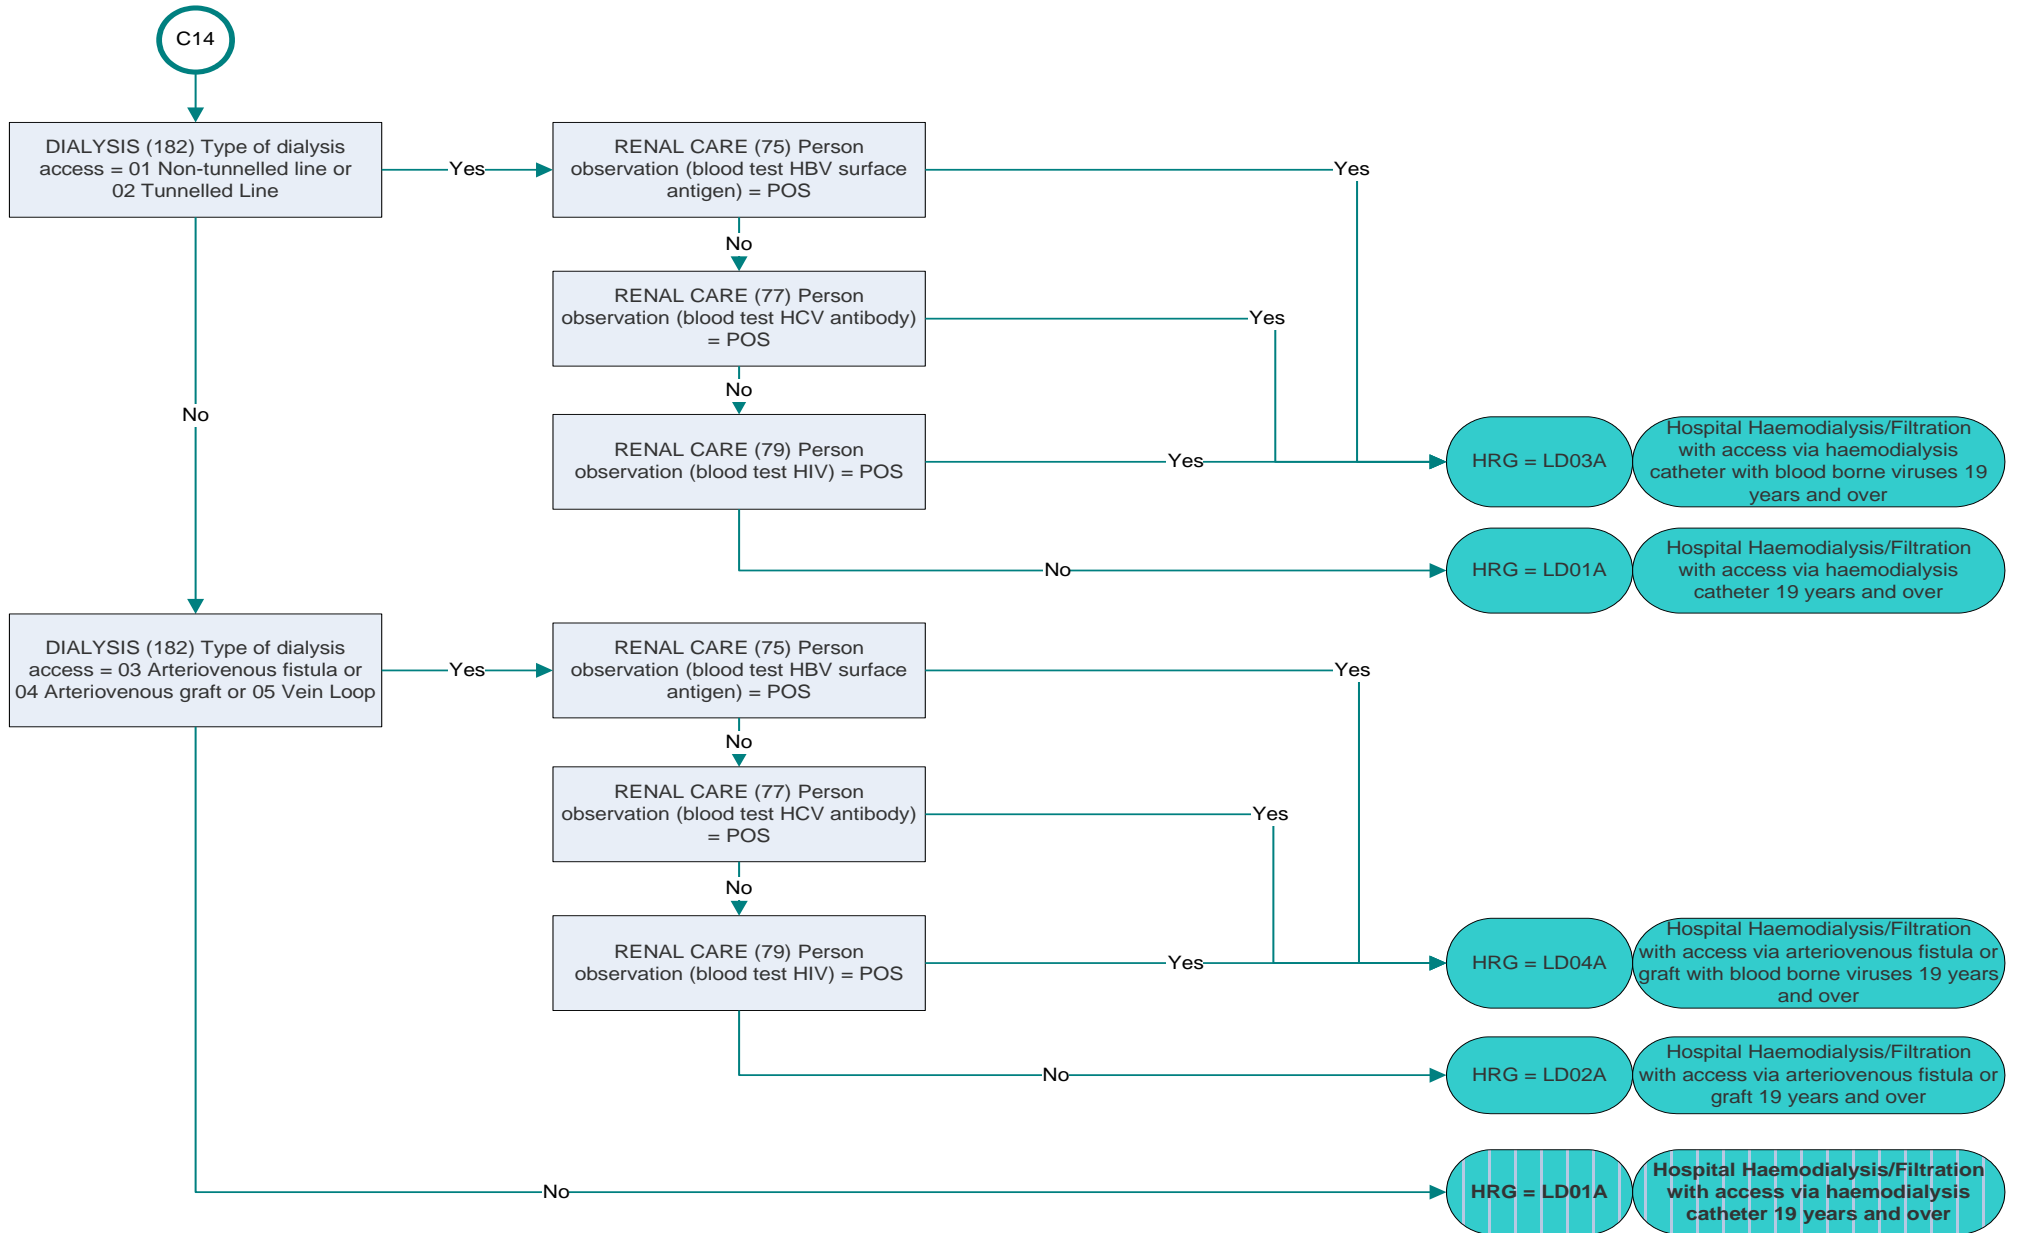 C14
DIALYSIS (182) Type of dialysis
access = 01 Non-tunnelled line or
02 Tunnelled Line
Yes
RENAL CARE (75) Person
observation (blood test HBV surface
antigen) = POS
Yes
No
RENAL CARE (77) Person
observation (blood test HCV antibody)
= POS
Yes
No
No
RENAL CARE (79) Person
observation (blood test HIV) = POS
Yes
HRG = LD03A
Hospital Haemodialysis/Filtration
with access via haemodialysis
catheter with blood borne viruses 19
years and over
No
HRG = LD01A
Hospital Haemodialysis/Filtration
with access via haemodialysis
catheter 19 years and over
DIALYSIS (182) Type of dialysis
access = 03 Arteriovenous fistula or
04 Arteriovenous graft or 05 Vein Loop
Yes
RENAL CARE (75) Person
observation (blood test HBV surface
antigen) = POS
Yes
No
RENAL CARE (77) Person
observation (blood test HCV antibody)
= POS
Yes
No
RENAL CARE (79) Person
observation (blood test HIV) = POS
Yes
HRG = LD04A
Hospital Haemodialysis/Filtration
with access via arteriovenous fistula or
graft with blood borne viruses 19 years
and over
No
HRG = LD02A
Hospital Haemodialysis/Filtration
with access via arteriovenous fistula or
graft 19 years and over
No
HRG = LD01A
Hospital Haemodialysis/Filtration
with access via haemodialysis
catheter 19 years and over